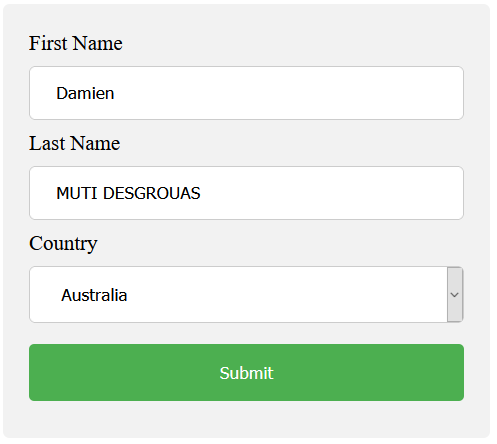 First Name
Damien
Last Name
MUTI DESGROUAS
Country
Australia
Submit